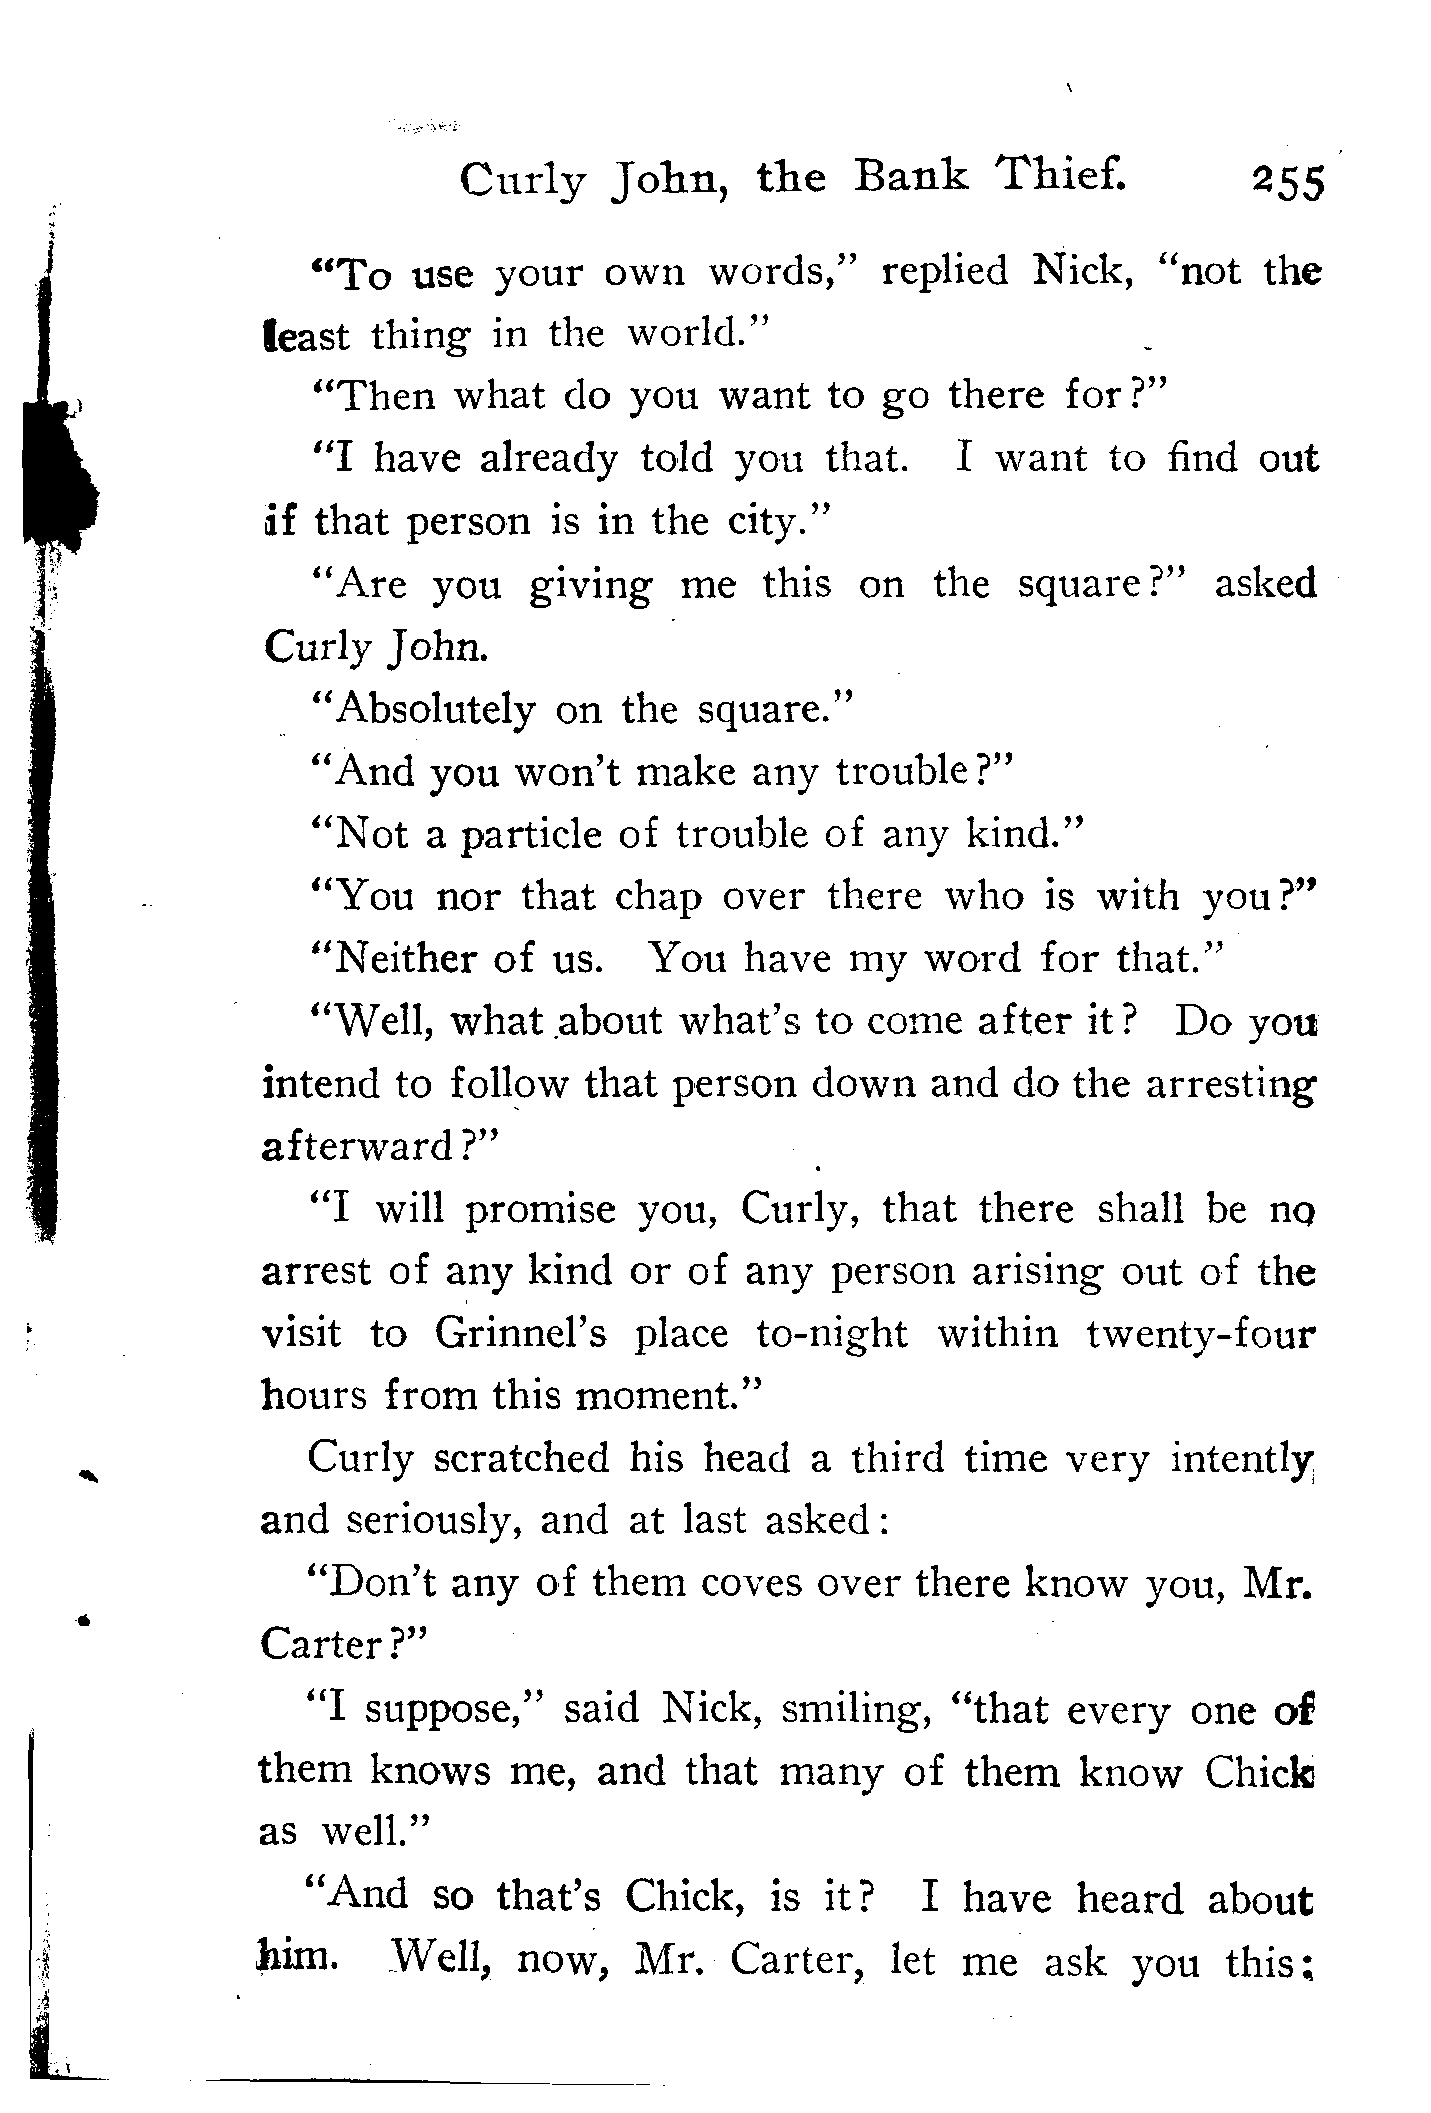 Curly John, the Bank Thief. 255
“To use your own words,” replied Nick, “not the
least thing in the world.”
“Then what do you want to go there for?”
“I have already told you that. I want to find out
if that person is in the city.”
“Are you giving me this on the square?” asked
Curly John.
“Absolutely on the square.”
“And you won’t make any trouble?”
“Not a particle of trouble of any kind.”
“You nor that chap over there who is with you?”
“Neither of us. You have my word for that.”
“Well, what about what’s to come after it? Do you
intend to follow that person down and do the arresting
afterward?”
“I will promise you, Curly, that there shall be no
arrest of any kind or of any person arising out of the
visit to Grinnel’s place to-night within twenty-four
hours from this moment.”
Curly scratched his head a third time very intently
and seriously, and at last asked:
“Don’t any of them coves over there know you, Mr.
Carter?”
“I suppose,” said Nick, smiling, “that every one of
them knows me, and that many of them know Chick
as well.”
“And so that’s Chick, is it? I have heard about
him. Well, now, Mr. Carter, let me ask you this: